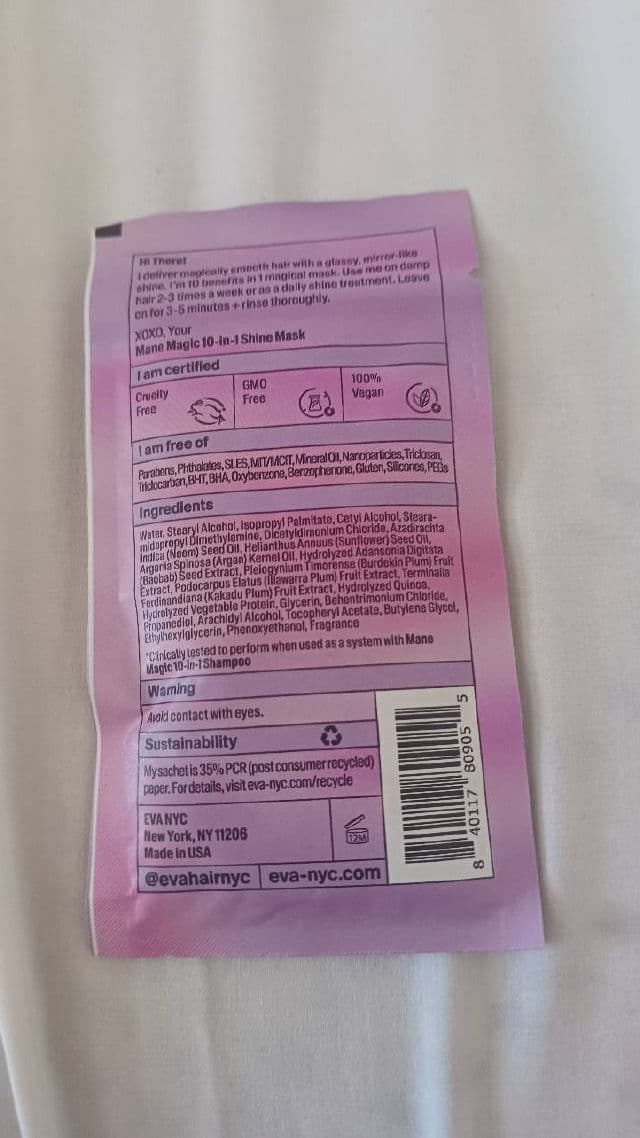 Hi There!
I deliver magically smooth hair with a glassy, mirror-like
shine. I'm 10 benefits in 1 magical mask. Use me on damp
hair 2-3 times a week or as a daily shine treatment. Leave
on for 3-5 minutes + rinse thoroughly.
XOXO, Your
Mane Magic 10-in-1 Shine Mask
I am certified
Cruelty
Free
GMO
Free
100%
Vegan
I am free of
Parabens, Phthalates, SLES, MIT/MCIT, Mineral Oil, Nanoparticles, Triclosan,
Triclocarban, BHT, BHA, Oxybenzone, Benzophenone, Gluten, Silicones, PEGs
Ingredients
Water, Stearyl Alcohol, Isopropyl Palmitate, Cetyl Alcohol, Steara-
midopropyl Dimethylamine, Dicetyldimonium Chloride, Azadirachta
Indica (Neem) Seed Oil, Helianthus Annuus (Sunflower) Seed Oil,
Argania Spinosa (Argan) Kernel Oil, Hydrolyzed Adansonia Digitata
(Baobab) Seed Extract, Pleiogynium Timorense (Burdekin Plum) Fruit
Extract, Podocarpus Elatus (Illawarra Plum) Fruit Extract, Terminalia
Ferdinandiana (Kakadu Plum) Fruit Extract, Hydrolyzed Quinoa,
Hydrolyzed Vegetable Protein, Glycerin, Behentrimonium Chloride,
Propanediol, Arachidyl Alcohol, Tocopheryl Acetate, Butylene Glycol,
Ethylhexylglycerin, Phenoxyethanol, Fragrance
*Clinically tested to perform when used as a system with Mane
Magic 10-in-1 Shampoo
Warning
Avoid contact with eyes.
Sustainability
My sachet is 35% PCR (post consumer recycled)
paper. For details, visit eva-nyc.com/recycle
EVA NYC
New York, NY 11206
Made in USA
12M
@evahairnyc
eva-nyc.com
8 40117 80905 5